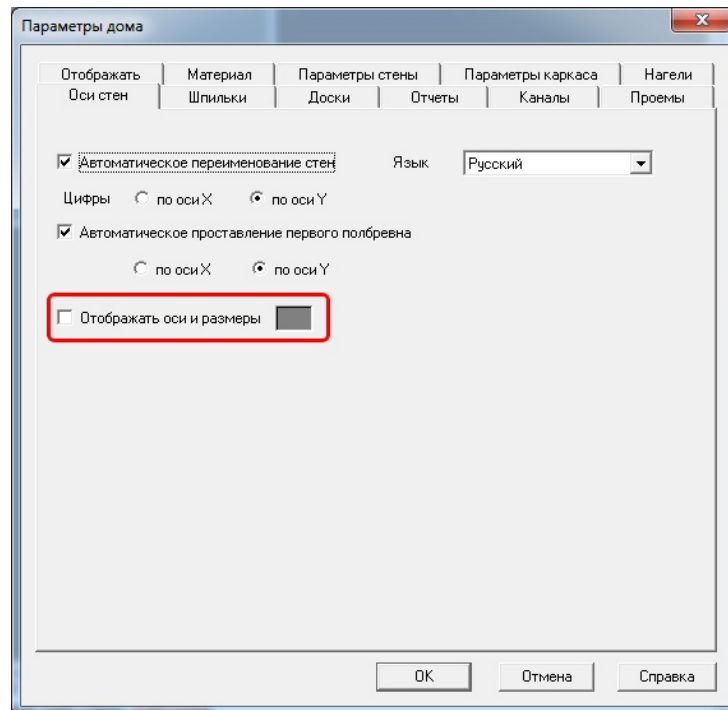 Параметры дома
Отображать Материал Параметры стены Параметры каркаса Нагели
Оси стен Шпильки Доски Отчеты Каналы Проемы
Автоматическое переименование стен Язык Русский
Цифры по оси X по оси Y
Автоматическое проставление первого полбревна
по оси X по оси Y
Отображать оси и размеры
OK Отмена Справка